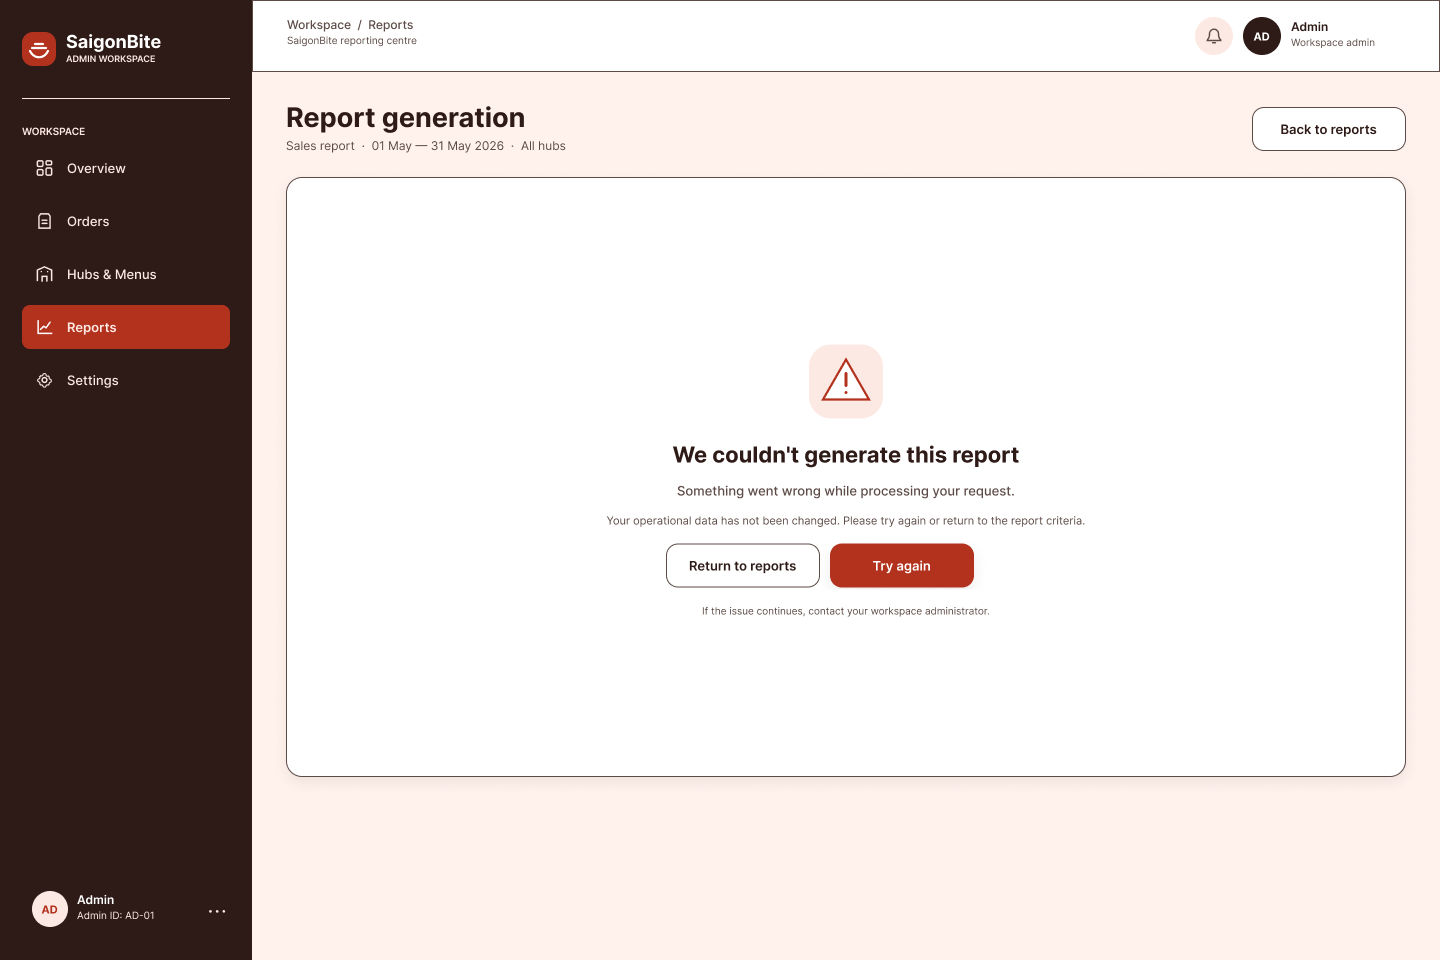 SaigonBite
ADMIN WORKSPACE
WORKSPACE
Overview
Orders
Hubs & Menus
Reports
Settings
AD
Admin
Admin ID: AD-01
...
Workspace / Reports
SaigonBite reporting centre
AD
Admin
Workspace admin
Report generation
Sales report · 01 May — 31 May 2026 · All hubs
Back to reports
We couldn't generate this report
Something went wrong while processing your request.
Your operational data has not been changed. Please try again or return to the report criteria.
Return to reports
Try again
If the issue continues, contact your workspace administrator.